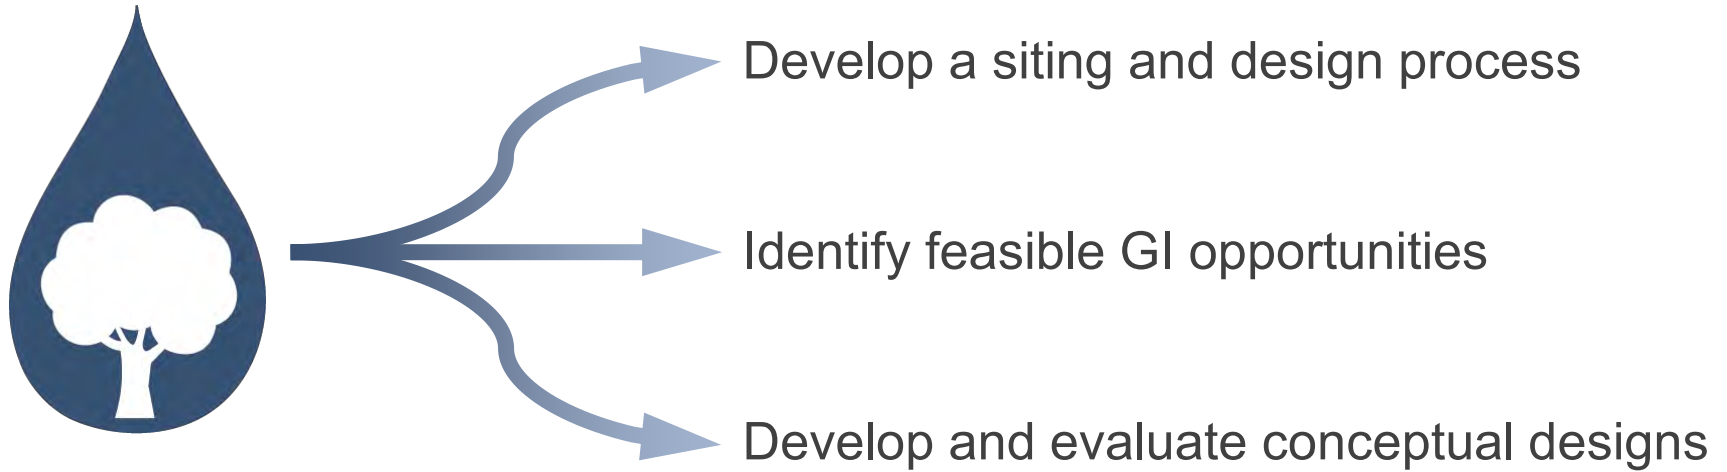 Develop a siting and design process
Identify feasible GI opportunities
Develop and evaluate conceptual designs